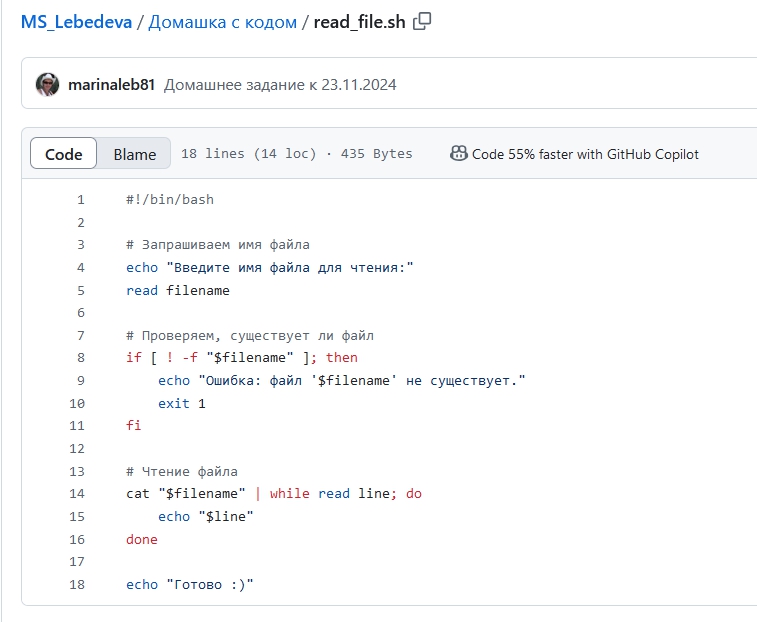 MS_Lebedeva / Домашка с кодом / read_file.sh
marinaleb81 Домашнее задание к 23.11.2024
Code Blame 18 lines (14 loc) · 435 Bytes Code 55% faster with GitHub Copilot
1 #!/bin/bash
2
3 # Запрашиваем имя файла
4 echo "Введите имя файла для чтения:"
5 read filename
6
7 # Проверяем, существует ли файл
8 if [ ! -f "$filename" ]; then
9     echo "Ошибка: файл '$filename' не существует."
10     exit 1
11 fi
12
13 # Чтение файла
14 cat "$filename" | while read line; do
15     echo "$line"
16 done
17
18 echo "Готово :)"